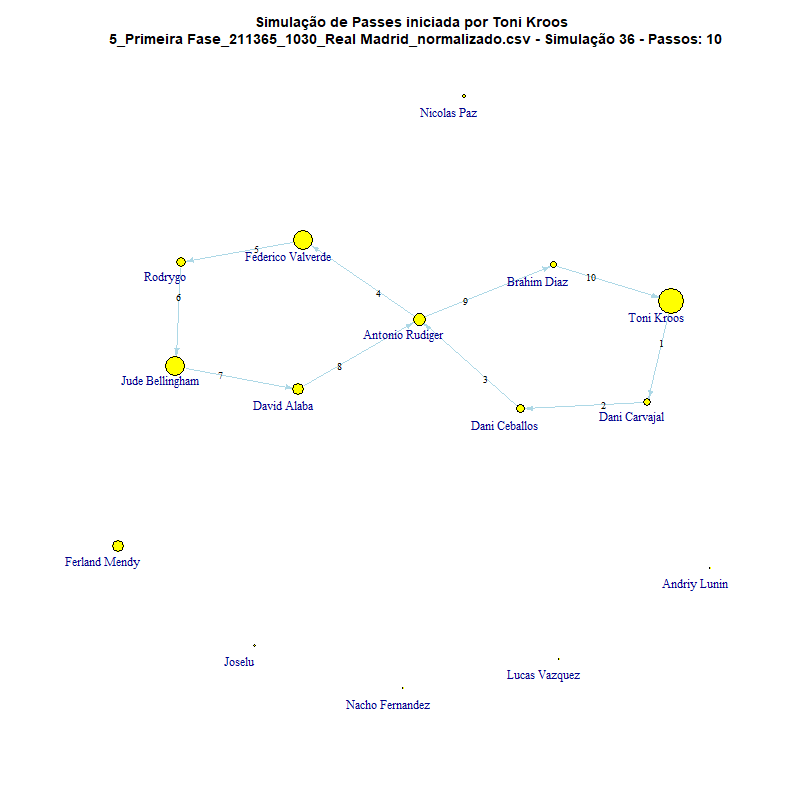 Simulação de Passes iniciada por Toni Kroos
5_Primeira Fase_211365_1030_Real Madrid_normalizado.csv - Simulação 36 - Passos: 10
Nicolas Paz
5
Federico Valverde
Rodrygo
6
4
9
Brahim Diaz
10
Toni Kroos
Antonio Rudiger
1
Jude Bellingham
7
8
3
David Alaba
2
Dani Carvajal
Dani Ceballos
Ferland Mendy
Andriy Lunin
Joselu
Lucas Vazquez
Nacho Fernandez